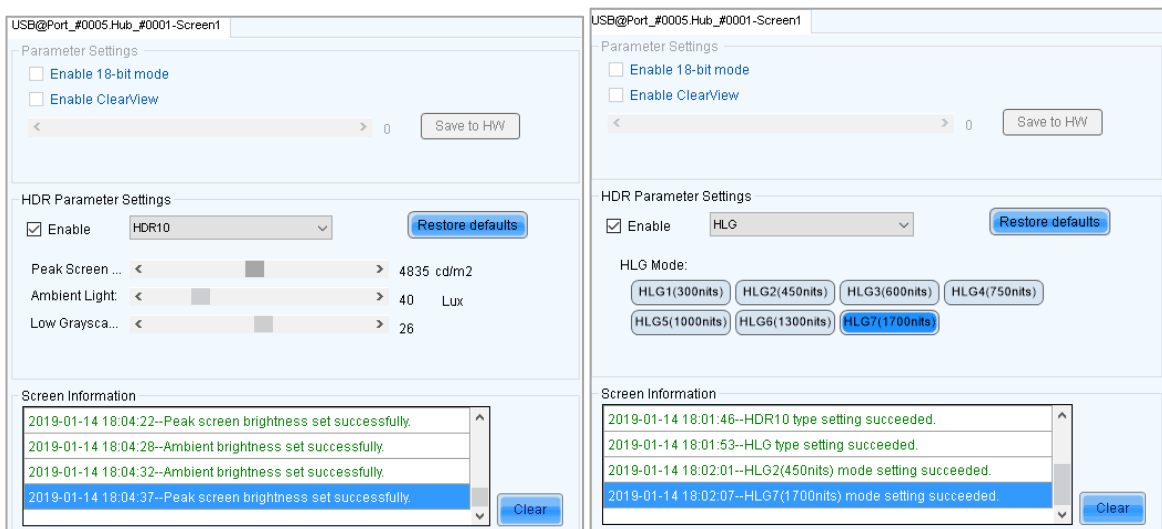 USB@Port_#0005.Hub_#0001-Screen1
Parameter Settings
Enable 18-bit mode
Enable ClearView
0
Save to HW
HDR Parameter Settings
Enable
HDR10
Restore defaults
Peak Screen ...
4835 cd/m2
Ambient Light:
40 Lux
Low Graysca...
26
Screen Information
2019-01-14 18:04:22--Peak screen brightness set successfully.
2019-01-14 18:04:28--Ambient brightness set successfully.
2019-01-14 18:04:32--Ambient brightness set successfully.
2019-01-14 18:04:37--Peak screen brightness set successfully.
Clear
USB@Port_#0005.Hub_#0001-Screen1
Parameter Settings
Enable 18-bit mode
Enable ClearView
0
Save to HW
HDR Parameter Settings
Enable
HLG
Restore defaults
HLG Mode:
HLG1(300nits) HLG2(450nits) HLG3(600nits) HLG4(750nits)
HLG5(1000nits) HLG6(1300nits) HLG7(1700nits)
Screen Information
2019-01-14 18:01:46--HDR10 type setting succeeded.
2019-01-14 18:01:53--HLG type setting succeeded.
2019-01-14 18:02:01--HLG2(450nits) mode setting succeeded.
2019-01-14 18:02:07--HLG7(1700nits) mode setting succeeded.
Clear